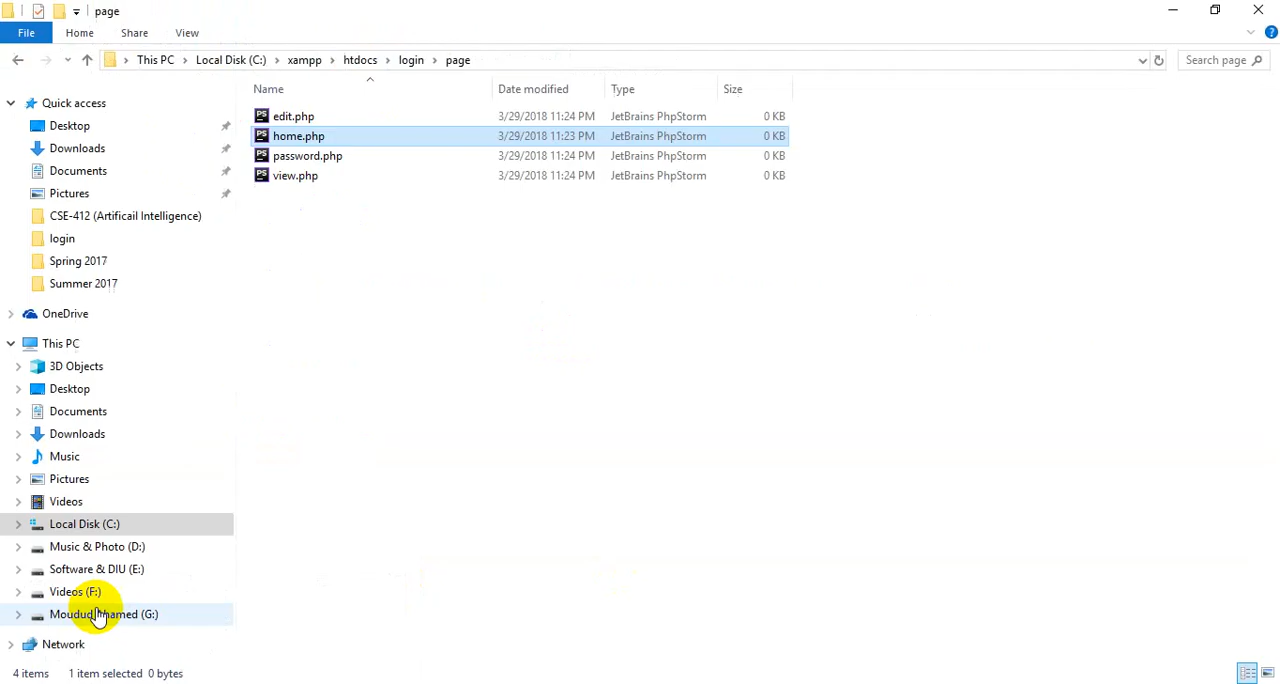 page
File Home Share View
This PC Local Disk (C:) xampp htdocs login page Search page
Name Date modified Type Size
edit.php 3/29/2018 11:24 PM JetBrains PhpStorm 0 KB
home.php 3/29/2018 11:23 PM JetBrains PhpStorm 0 KB
password.php 3/29/2018 11:24 PM JetBrains PhpStorm 0 KB
view.php 3/29/2018 11:24 PM JetBrains PhpStorm 0 KB
Quick access
Desktop
Downloads
Documents
Pictures
CSE-412 (Artificail Intelligence)
login
Spring 2017
Summer 2017
OneDrive
This PC
3D Objects
Desktop
Documents
Downloads
Music
Pictures
Videos
Local Disk (C:)
Music & Photo (D:)
Software & DIU (E:)
Videos (F:)
(G:)
Network
4 items 1 item selected 0 bytes